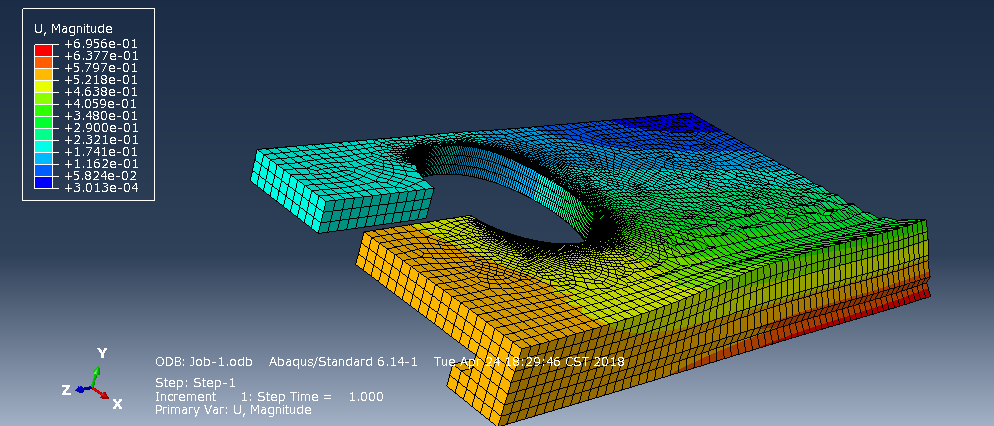 U, Magnitude
+6.956e-01
+6.377e-01
+5.797e-01
+5.218e-01
+4.638e-01
+4.059e-01
+3.480e-01
+2.900e-01
+2.321e-01
+1.741e-01
+1.162e-01
+5.824e-02
+3.013e-04
Y
Z
X
ODB: Job-1.odb Abaqus/Standard 6.14-1 Tue Apr 24 18:29:46 CST 2018
Step: Step-1
Increment 1: Step Time = 1.000
Primary Var: U, Magnitude